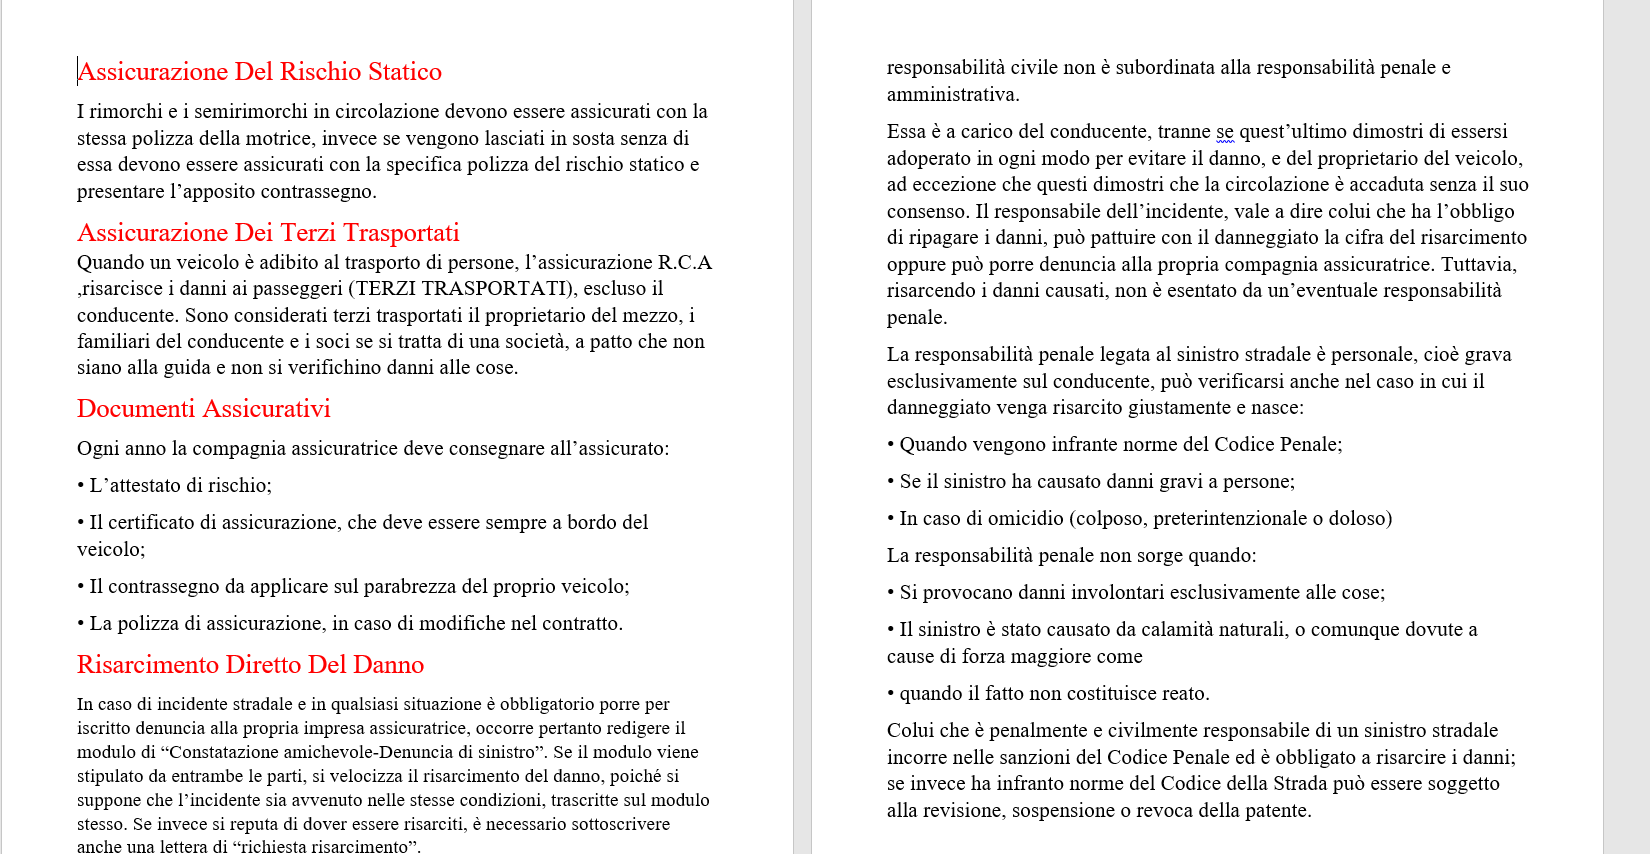 Assicurazione Del Rischio Statico
I rimorchi e i semirimorchi in circolazione devono essere assicurati con la
stessa polizza della motrice, invece se vengono lasciati in sosta senza di
essa devono essere assicurati con la specifica polizza del rischio statico e
presentare l’apposito contrassegno.
Assicurazione Dei Terzi Trasportati
Quando un veicolo è adibito al trasporto di persone, l’assicurazione R.C.A
,risarcisce i danni ai passeggeri (TERZI TRASPORTATI), escluso il
conducente. Sono considerati terzi trasportati il proprietario del mezzo, i
familiari del conducente e i soci se si tratta di una società, a patto che non
siano alla guida e non si verifichino danni alle cose.
Documenti Assicurativi
Ogni anno la compagnia assicuratrice deve consegnare all’assicurato:
• L’attestato di rischio;
• Il certificato di assicurazione, che deve essere sempre a bordo del
veicolo;
• Il contrassegno da applicare sul parabrezza del proprio veicolo;
• La polizza di assicurazione, in caso di modifiche nel contratto.
Risarcimento Diretto Del Danno
In caso di incidente stradale e in qualsiasi situazione è obbligatorio porre per
iscritto denuncia alla propria impresa assicuratrice, occorre pertanto redigere il
modulo di “Constatazione amichevole-Denuncia di sinistro”. Se il modulo viene
stipulato da entrambe le parti, si velocizza il risarcimento del danno, poiché si
suppone che l’incidente sia avvenuto nelle stesse condizioni, trascritte sul modulo
stesso. Se invece si reputa di dover essere risarciti, è necessario sottoscrivere
anche una lettera di “richiesta risarcimento”.
responsabilità civile non è subordinata alla responsabilità penale e
amministrativa.
Essa è a carico del conducente, tranne se quest’ultimo dimostri di essersi
adoperato in ogni modo per evitare il danno, e del proprietario del veicolo,
ad eccezione che questi dimostri che la circolazione è accaduta senza il suo
consenso. Il responsabile dell’incidente, vale a dire colui che ha l’obbligo
di ripagare i danni, può pattuire con il danneggiato la cifra del risarcimento
oppure può porre denuncia alla propria compagnia assicuratrice. Tuttavia,
risarcendo i danni causati, non è esentato da un’eventuale responsabilità
penale.
La responsabilità penale legata al sinistro stradale è personale, cioè grava
esclusivamente sul conducente, può verificarsi anche nel caso in cui il
danneggiato venga risarcito giustamente e nasce:
• Quando vengono infrante norme del Codice Penale;
• Se il sinistro ha causato danni gravi a persone;
• In caso di omicidio (colposo, preterintenzionale o doloso)
La responsabilità penale non sorge quando:
• Si provocano danni involontari esclusivamente alle cose;
• Il sinistro è stato causato da calamità naturali, o comunque dovute a
cause di forza maggiore come
• quando il fatto non costituisce reato.
Colui che è penalmente e civilmente responsabile di un sinistro stradale
incorre nelle sanzioni del Codice Penale ed è obbligato a risarcire i danni;
se invece ha infranto norme del Codice della Strada può essere soggetto
alla revisione, sospensione o revoca della patente.